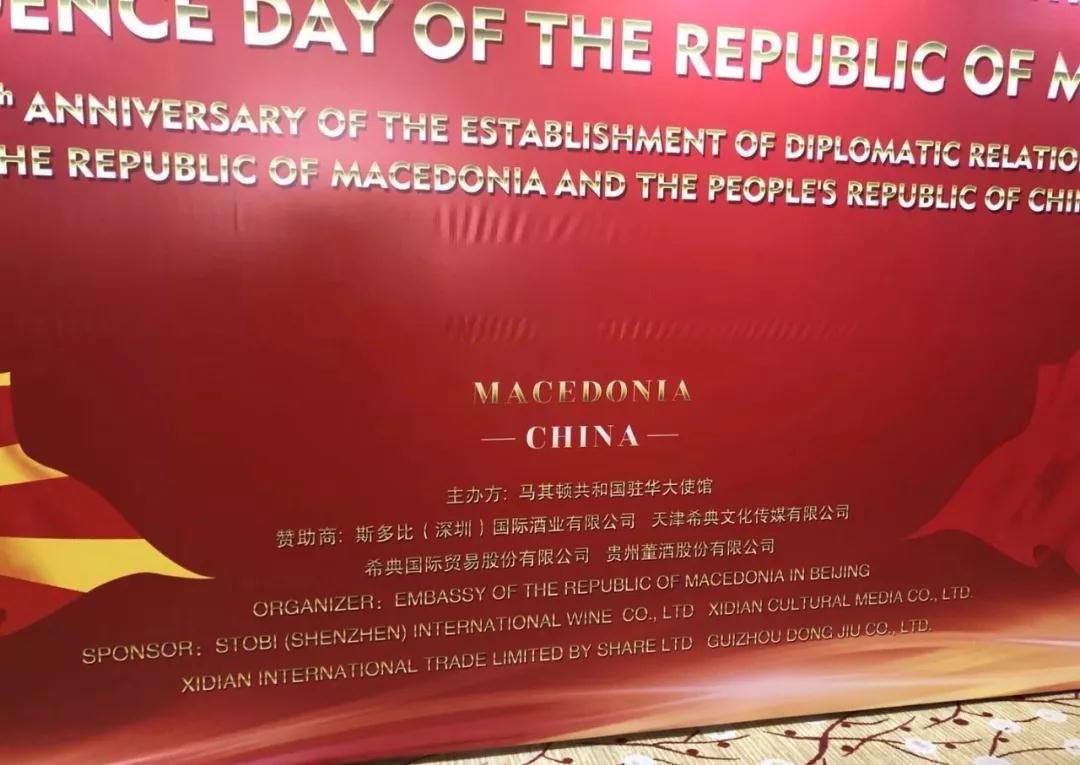 ENCE DAY OF THE REPUBLIC OF M
th ANNIVERSARY OF THE ESTABLISHMENT OF DIPLOMATIC RELATIO
HE REPUBLIC OF MACEDONIA AND THE PEOPLE'S REPUBLIC OF CHIN
MACEDONIA
— CHINA —
主办方：马其顿共和国驻华大使馆
赞助商：斯多比（深圳）国际酒业有限公司 天津希典文化传媒有限公司
希典国际贸易股份有限公司 贵州董酒股份有限公司
ORGANIZER：EMBASSY OF THE REPUBLIC OF MACEDONIA IN BEIJING
SPONSOR：STOBI (SHENZHEN) INTERNATIONAL WINE CO., LTD XIDIAN CULTURAL MEDIA CO., LTD.
XIDIAN INTERNATIONAL TRADE LIMITED BY SHARE LTD GUIZHOU DONG JIU CO., LTD.